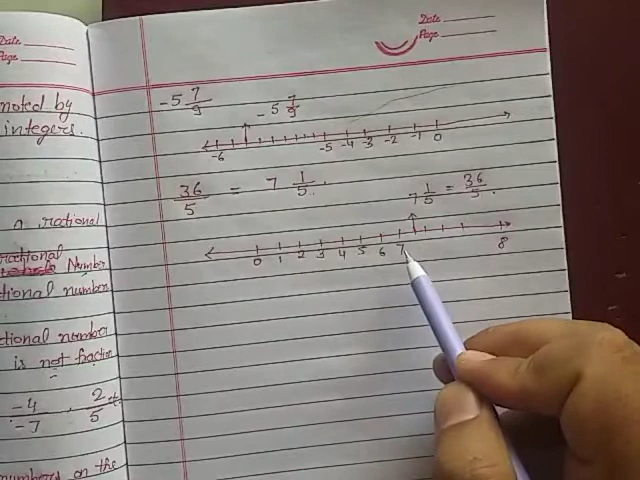 Date
Page
noted by
integers.
n rational
rational Number
tional number
ctional number
is not fraction
-4/-7 , 2/5
numbers on the
Date
Page
-5 7/9
-5 7/9
-6 -5 -4 -3 -2 -1 0
36/5 = 7 1/5
7 1/5 = 36/5
0 1 2 3 4 5 6 7 8